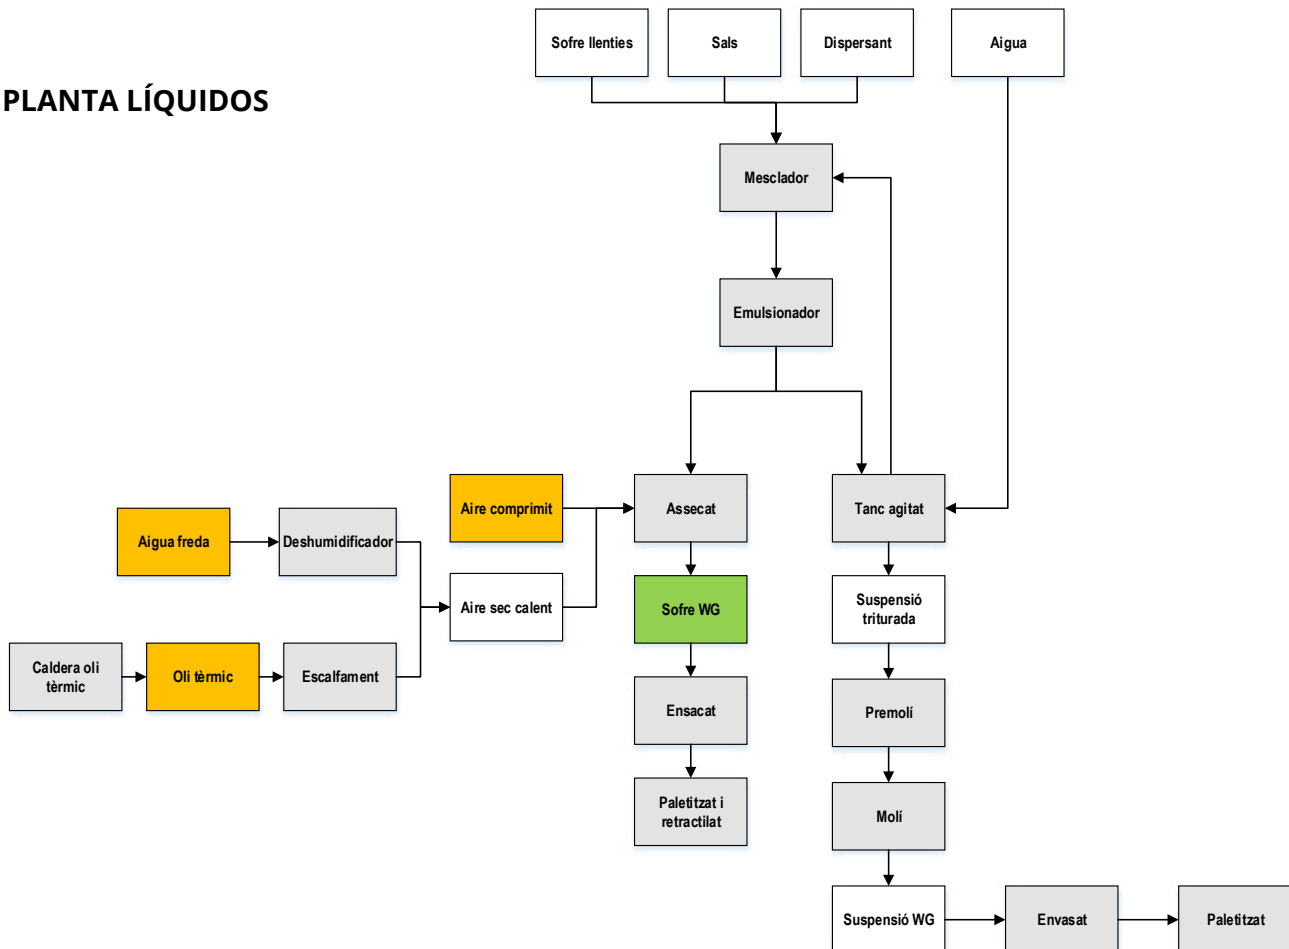 Sofre llenties
Sals
Dispersant
Aigua
PLANTA LÍQUIDOS
Mesclador
Emulsionador
Aire comprimit
Assecat
Tanc agitat
Aigua freda
Deshumidificador
Aire sec calent
Sofre WG
Suspensió
triturada
Caldera oli
tèrmic
Oli tèrmic
Escalfament
Ensacat
Premolí
Paletitzat i
retractilat
Molí
Suspensió WG
Envasat
Paletitzat